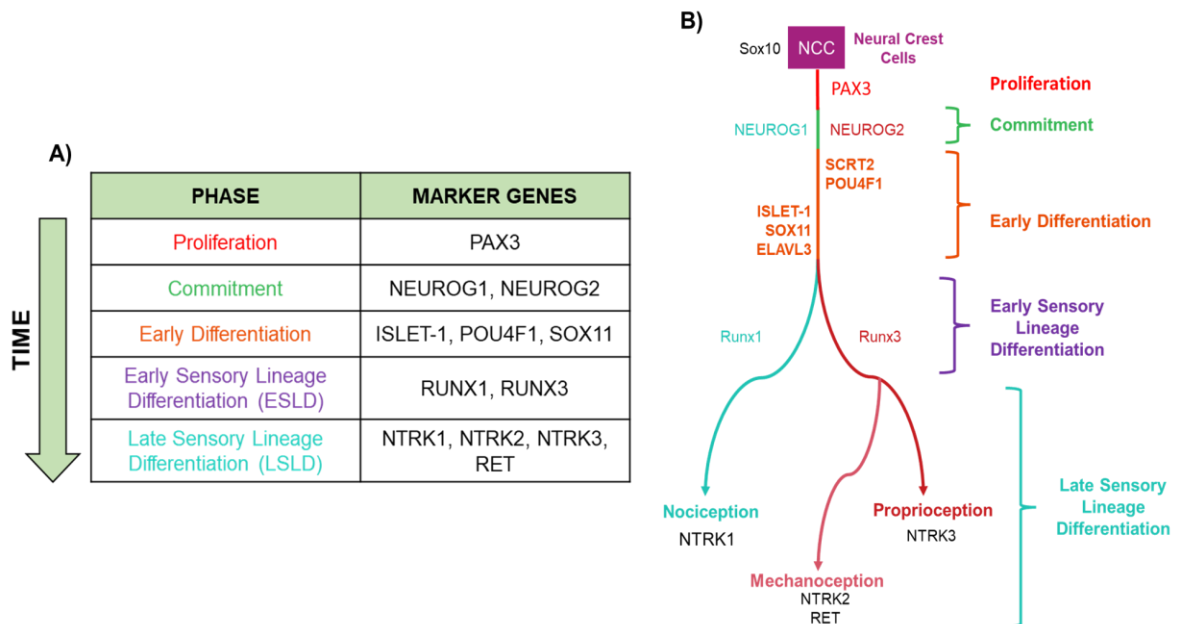 A)
TIME
PHASE MARKER GENES
Proliferation PAX3
Commitment NEUROG1, NEUROG2
Early Differentiation ISLET-1, POU4F1, SOX11
Early Sensory Lineage
Differentiation (ESLD)
RUNX1, RUNX3
Late Sensory Lineage
Differentiation (LSLD)
NTRK1, NTRK2, NTRK3,
RET
B)
Sox10 NCC
Neural Crest
Cells
PAX3
Proliferation
NEUROG1 NEUROG2
Commitment
SCRT2
POU4F1
ISLET-1
SOX11
ELAVL3
Early Differentiation
Runx1 Runx3
Early Sensory
Lineage
Differentiation
Nociception
NTRK1
Proprioception
NTRK3
Mechanoception
NTRK2
RET
Late Sensory
Lineage
Differentiation